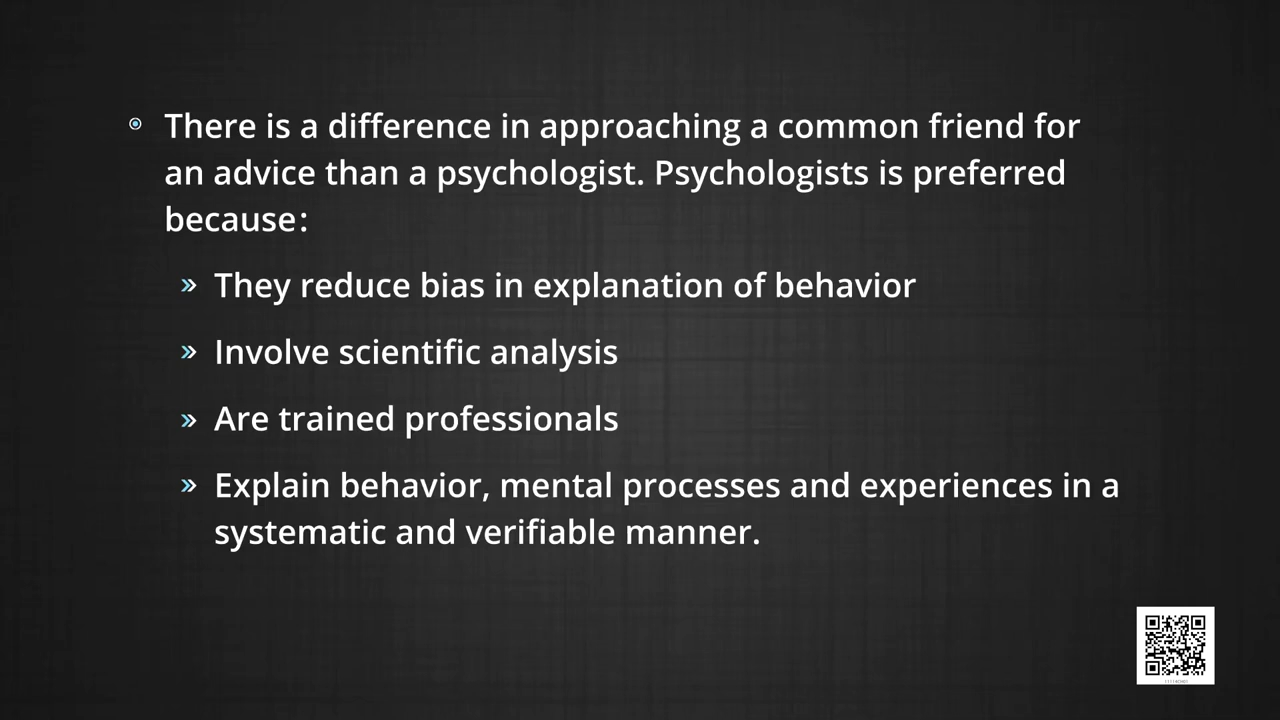 There is a difference in approaching a common friend for
an advice than a psychologist. Psychologists is preferred
because:
» They reduce bias in explanation of behavior
» Involve scientific analysis
» Are trained professionals
» Explain behavior, mental processes and experiences in a
systematic and verifiable manner.